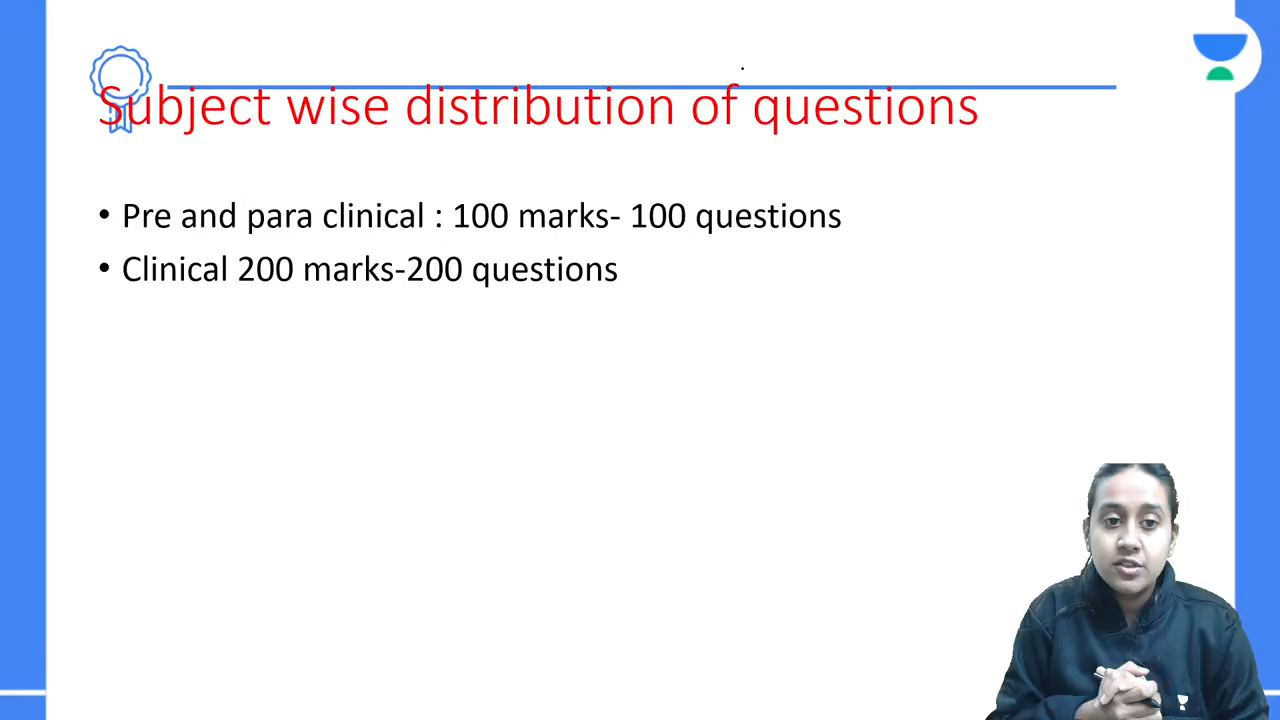 Subject wise distribution of questions
• Pre and para clinical : 100 marks- 100 questions
• Clinical 200 marks-200 questions